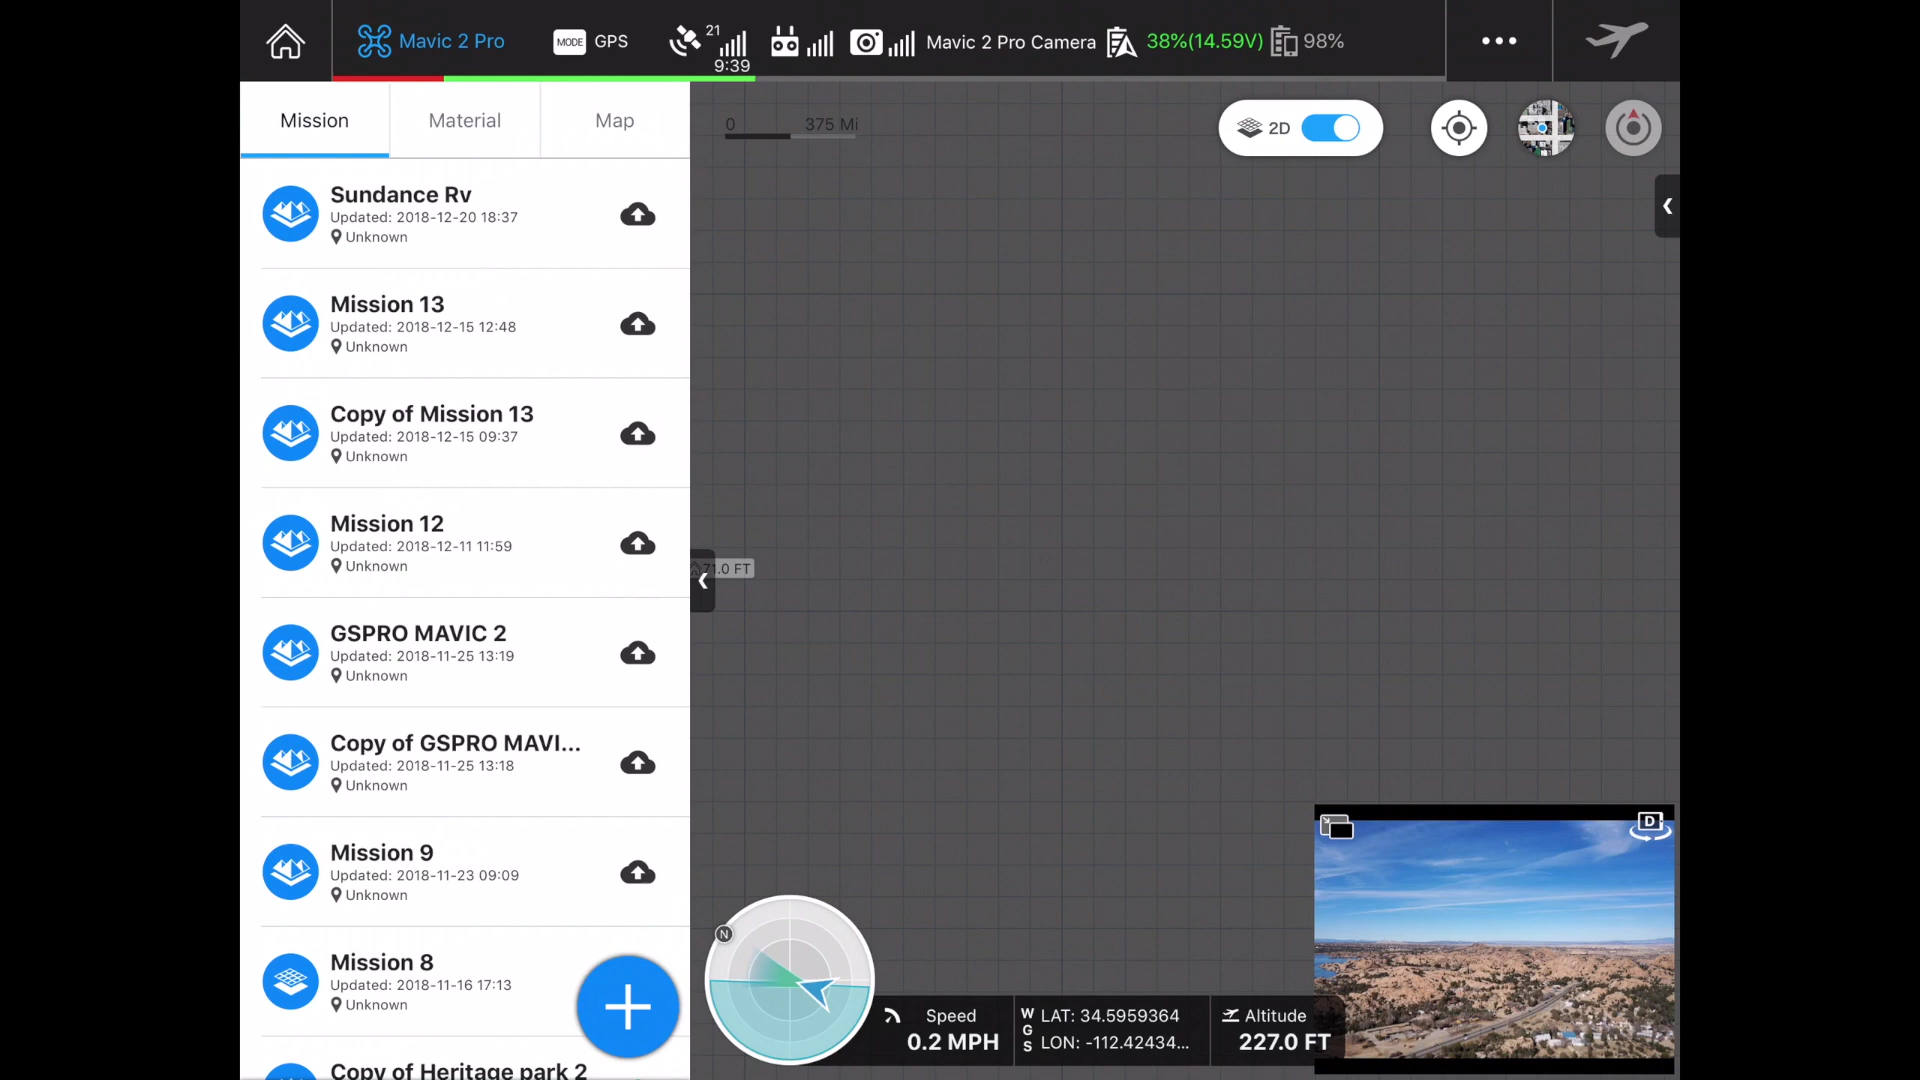 Mavic 2 Pro
MODE GPS
21
9:39
Mavic 2 Pro Camera
38%(14.59V)
98%
Mission
Material
Map
0 375 Mi
2D
Sundance Rv
Updated: 2018-12-20 18:37
Unknown
Mission 13
Updated: 2018-12-15 12:48
Unknown
Copy of Mission 13
Updated: 2018-12-15 09:37
Unknown
Mission 12
Updated: 2018-12-11 11:59
Unknown
71.0 FT
GSPRO MAVIC 2
Updated: 2018-11-25 13:19
Unknown
Copy of GSPRO MAVI...
Updated: 2018-11-25 13:18
Unknown
Mission 9
Updated: 2018-11-23 09:09
Unknown
Mission 8
Updated: 2018-11-16 17:13
Unknown
Copy of Heritage park 2
N
Speed
0.2 MPH
WGS
LAT: 34.5959364
LON: -112.42434...
Altitude
227.0 FT
D